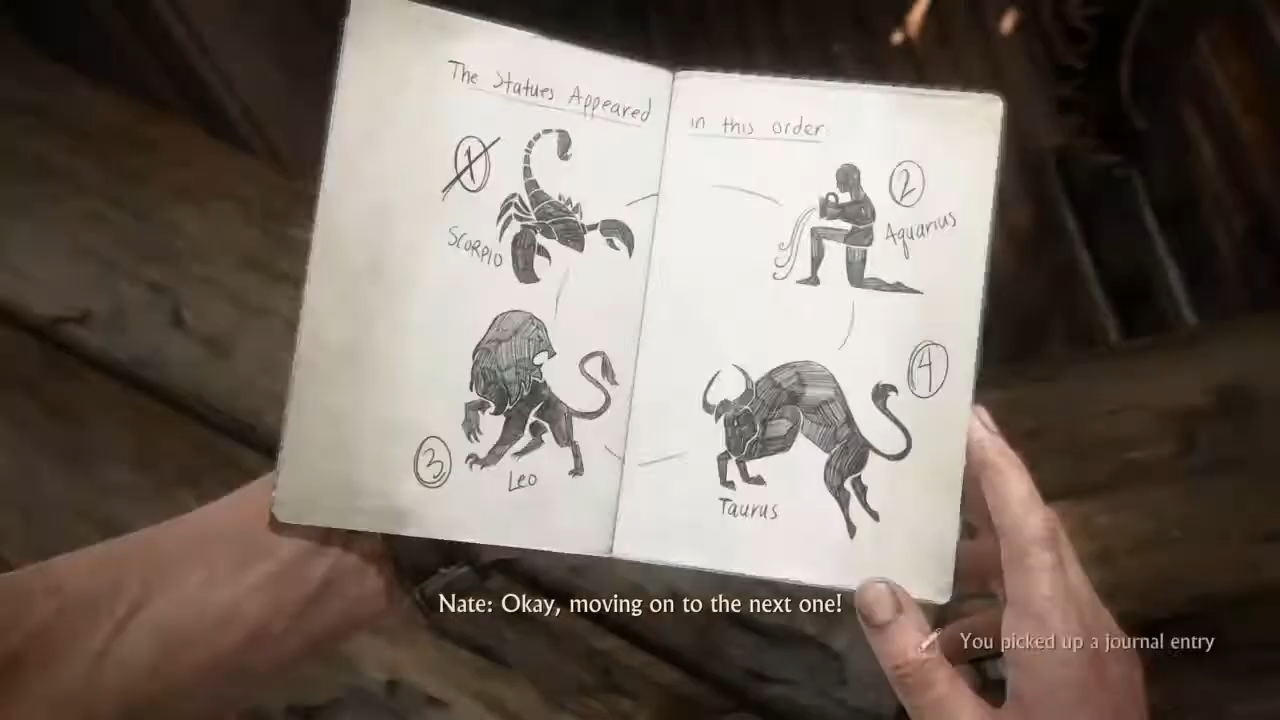 The Statues Appeared
in this order:
1
SCORPIO
2
Aquarius
3
Leo
4
Taurus
Nate: Okay, moving on to the next one!
You picked up a journal entry